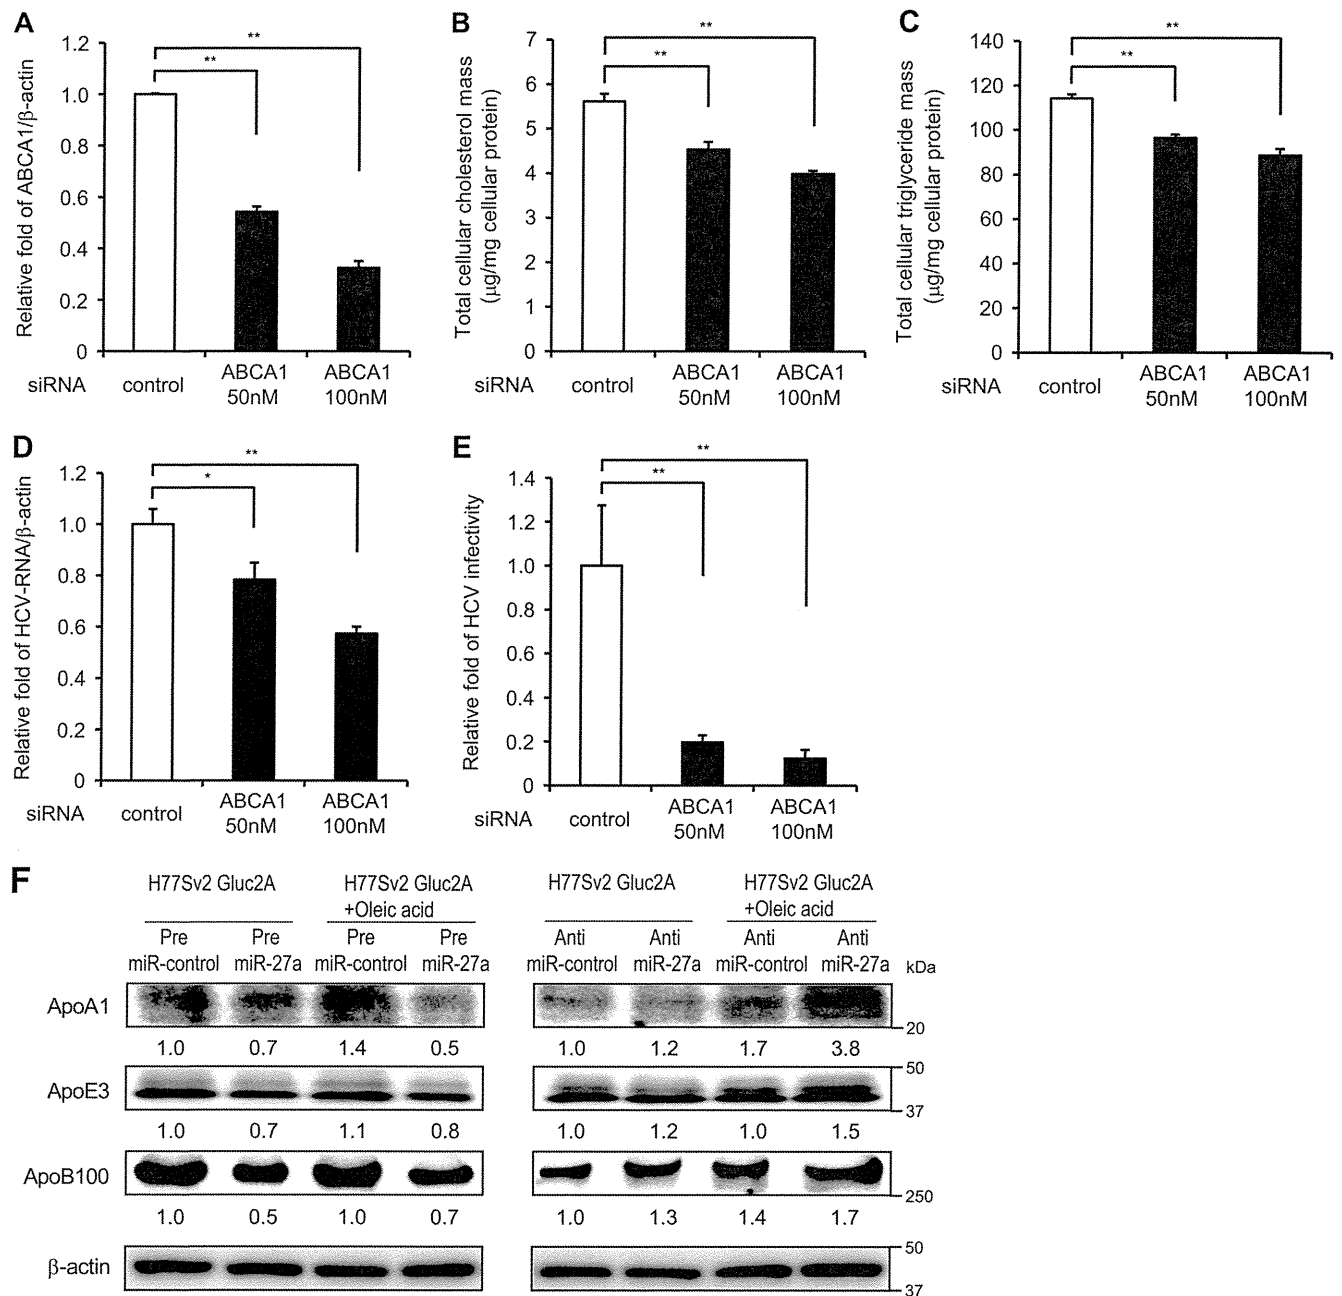 A
Relative fold of ABCA1/β-actin
1.2
1.0
0.8
0.6
0.4
0.2
0
**
**
siRNA
control
ABCA1
50nM
ABCA1
100nM
B
Total cellular cholesterol mass
(μg/mg cellular protein)
7
6
5
4
3
2
1
0
**
**
siRNA
control
ABCA1
50nM
ABCA1
100nM
C
Total cellular triglyceride mass
(μg/mg cellular protein)
140
120
100
80
60
40
20
0
**
**
siRNA
control
ABCA1
50nM
ABCA1
100nM
D
Relative fold of HCV-RNA/β-actin
1.2
1.0
0.8
0.6
0.4
0.2
0
**
*
siRNA
control
ABCA1
50nM
ABCA1
100nM
E
Relative fold of HCV infectivity
1.4
1.2
1.0
0.8
0.6
0.4
0.2
0
**
**
siRNA
control
ABCA1
50nM
ABCA1
100nM
F
H77Sv2 Gluc2A H77Sv2 Gluc2A H77Sv2 Gluc2A H77Sv2 Gluc2A
+Oleic acid +Oleic acid
Pre Pre Pre Pre Anti Anti Anti Anti
miR-control miR-27a miR-control miR-27a miR-control miR-27a miR-control miR-27a kDa
ApoA1
20
1.0 0.7 1.4 0.5 1.0 1.2 1.7 3.8
50
ApoE3
37
1.0 0.7 1.1 0.8 1.0 1.2 1.0 1.5
ApoB100
250
1.0 0.5 1.0 0.7 1.0 1.3 1.4 1.7
50
β-actin
37